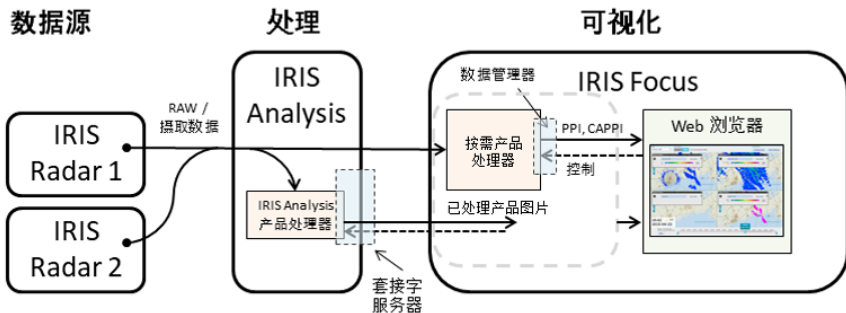 数据源
处理
可视化
IRIS
Analysis
数据管理器
IRIS Focus
RAW /
摄取数据
IRIS
Radar 1
按需产品
处理器
PPI, CAPPI
控制
Web 浏览器
IRIS Analysis
产品处理器
已处理产品图片
IRIS
Radar 2
套接字
服务器